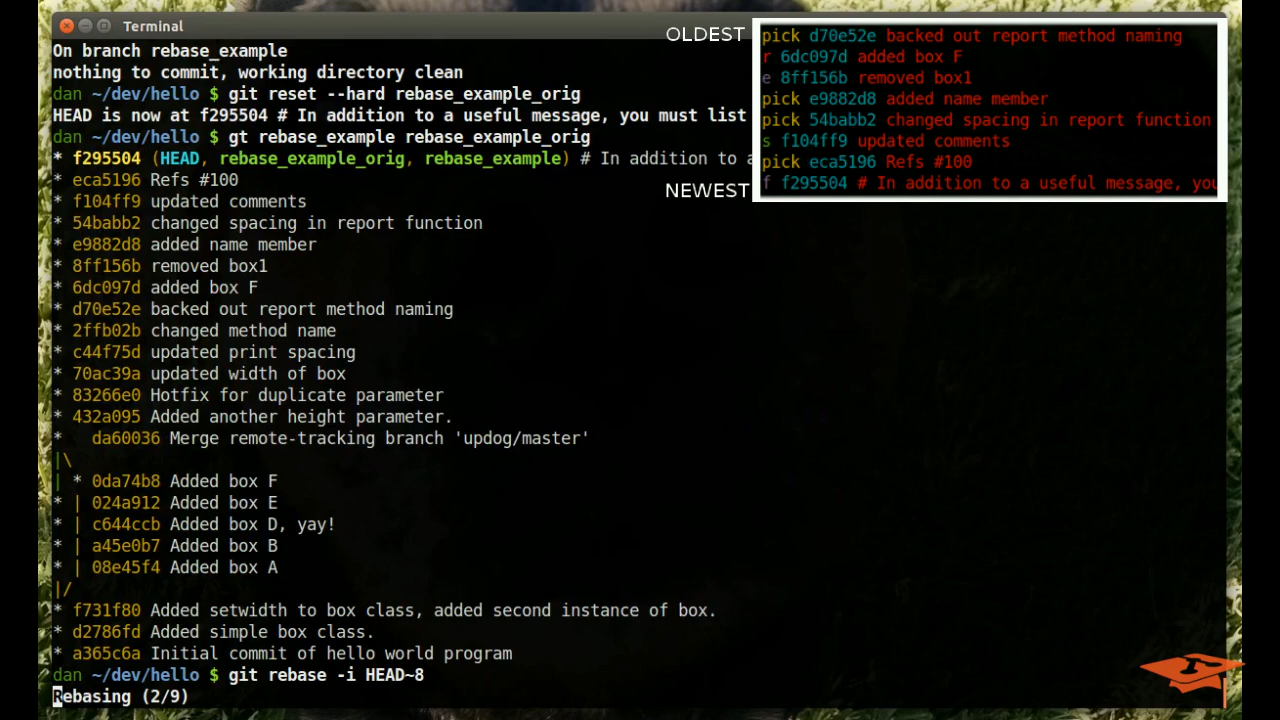 Terminal
On branch rebase_example
nothing to commit, working directory clean
dan ~/dev/hello $ git reset --hard rebase_example_orig
HEAD is now at f295504 # In addition to a useful message, you must list
dan ~/dev/hello $ gt rebase_example rebase_example_orig
* f295504 (HEAD, rebase_example_orig, rebase_example) # In addition to a
* eca5196 Refs #100
* f104ff9 updated comments
* 54babb2 changed spacing in report function
* e9882d8 added name member
* 8ff156b removed box1
* 6dc097d added box F
* d70e52e backed out report method naming
* 2ffb02b changed method name
* c44f75d updated print spacing
* 70ac39a updated width of box
* 83266e0 Hotfix for duplicate parameter
* 432a095 Added another height parameter.
*   da60036 Merge remote-tracking branch 'updog/master'
|\
| * 0da74b8 Added box F
* | 024a912 Added box E
* | c644ccb Added box D, yay!
* | a45e0b7 Added box B
* | 08e45f4 Added box A
|/
* f731f80 Added setwidth to box class, added second instance of box.
* d2786fd Added simple box class.
* a365c6a Initial commit of hello world program
dan ~/dev/hello $ git rebase -i HEAD~8
Rebasing (2/9)
OLDEST
pick d70e52e backed out report method naming
r 6dc097d added box F
e 8ff156b removed box1
pick e9882d8 added name member
pick 54babb2 changed spacing in report function
s f104ff9 updated comments
pick eca5196 Refs #100
f f295504 # In addition to a useful message, you
NEWEST